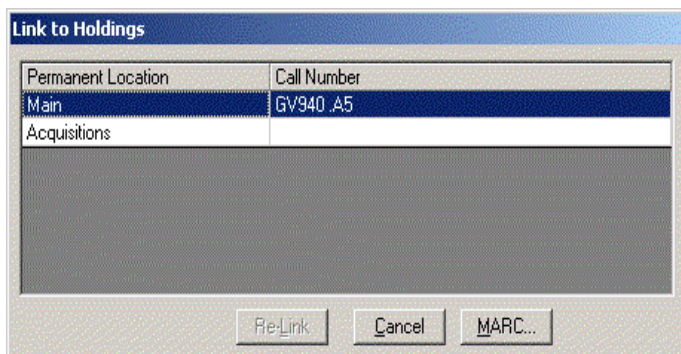 Link to Holdings
Permanent Location Call Number
Main GV940 .A5
Acquisitions
Re-Link Cancel MARC...